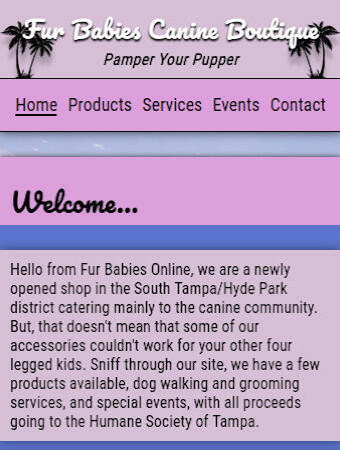 Fur Babies Canine Boutique
Pamper Your Pupper
Home Products Services Events Contact
Welcome...
Hello from Fur Babies Online, we are a newly
opened shop in the South Tampa/Hyde Park
district catering mainly to the canine community.
But, that doesn't mean that some of our
accessories couldn't work for your other four
legged kids. Sniff through our site, we have a few
products available, dog walking and grooming
services, and special events, with all proceeds
going to the Humane Society of Tampa.